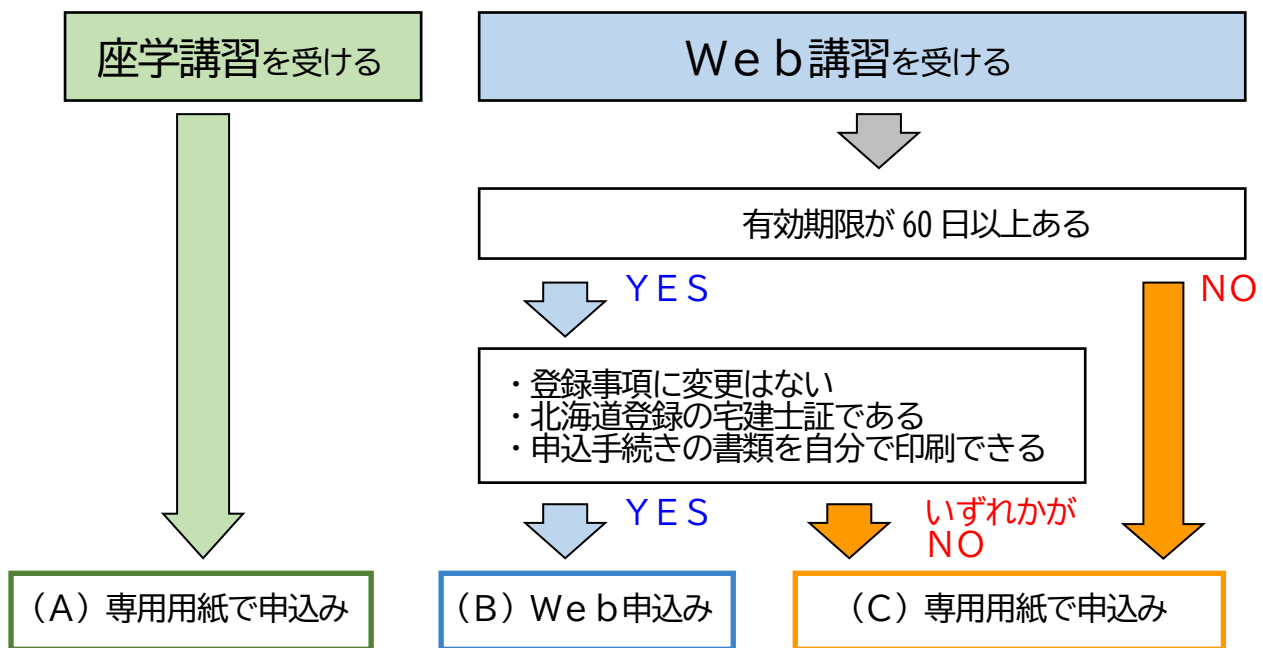 座学講習を受ける
Ｗｅｂ講習を受ける
有効期限が 60 日以上ある
ＹＥＳ
ＮＯ
・登録事項に変更はない
・北海道登録の宅建士証である
・申込手続きの書類を自分で印刷できる
ＹＥＳ
いずれかが
ＮＯ
（Ａ）専用用紙で申込み
（Ｂ）Ｗｅｂ申込み
（Ｃ）専用用紙で申込み